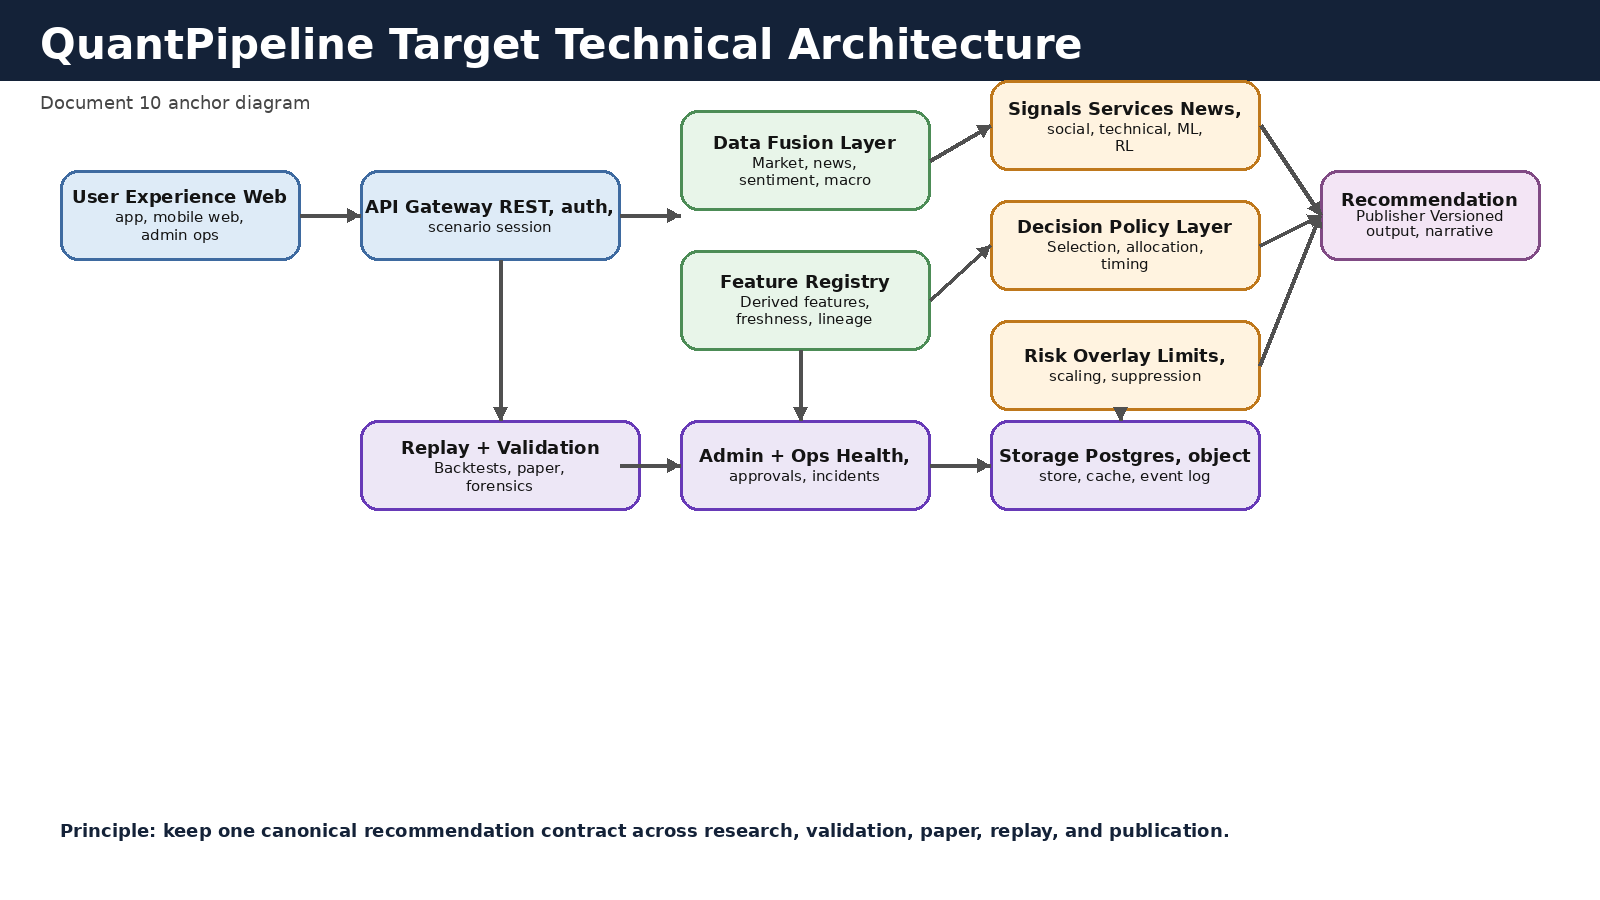 QuantPipeline Target Technical Architecture
Document 10 anchor diagram
User Experience Web
app, mobile web,
admin ops
API Gateway REST, auth,
scenario session
Data Fusion Layer
Market, news,
sentiment, macro
Feature Registry
Derived features,
freshness, lineage
Signals Services News,
social, technical, ML,
RL
Decision Policy Layer
Selection, allocation,
timing
Risk Overlay Limits,
scaling, suppression
Recommendation
Publisher Versioned
output, narrative
Replay + Validation
Backtests, paper,
forensics
Admin + Ops Health,
approvals, incidents
Storage Postgres, object
store, cache, event log
Principle: keep one canonical recommendation contract across research, validation, paper, replay, and publication.